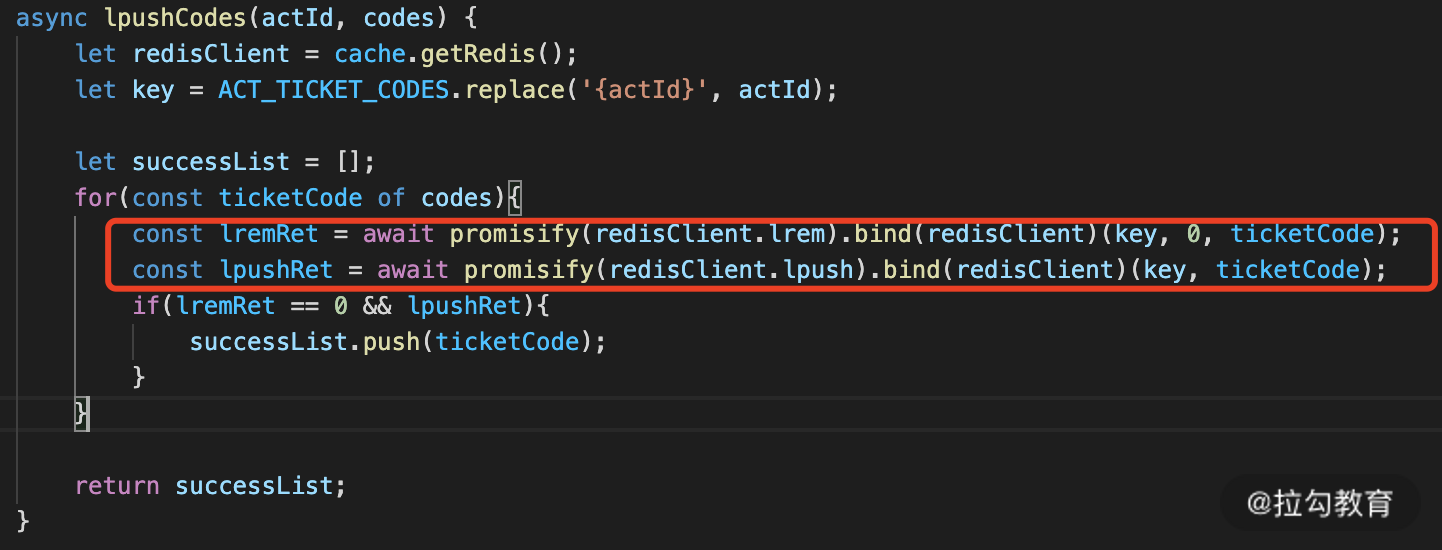 async lpushCodes(actId, codes) {
    let redisClient = cache.getRedis();
    let key = ACT_TICKET_CODES.replace('{actId}', actId);

    let successList = [];
    for(const ticketCode of codes){
        const lremRet = await promisify(redisClient.lrem).bind(redisClient)(key, 0, ticketCode);
        const lpushRet = await promisify(redisClient.lpush).bind(redisClient)(key, ticketCode);
        if(lremRet == 0 && lpushRet){
            successList.push(ticketCode);
        }
    }

    return successList;
}
@拉勾教育